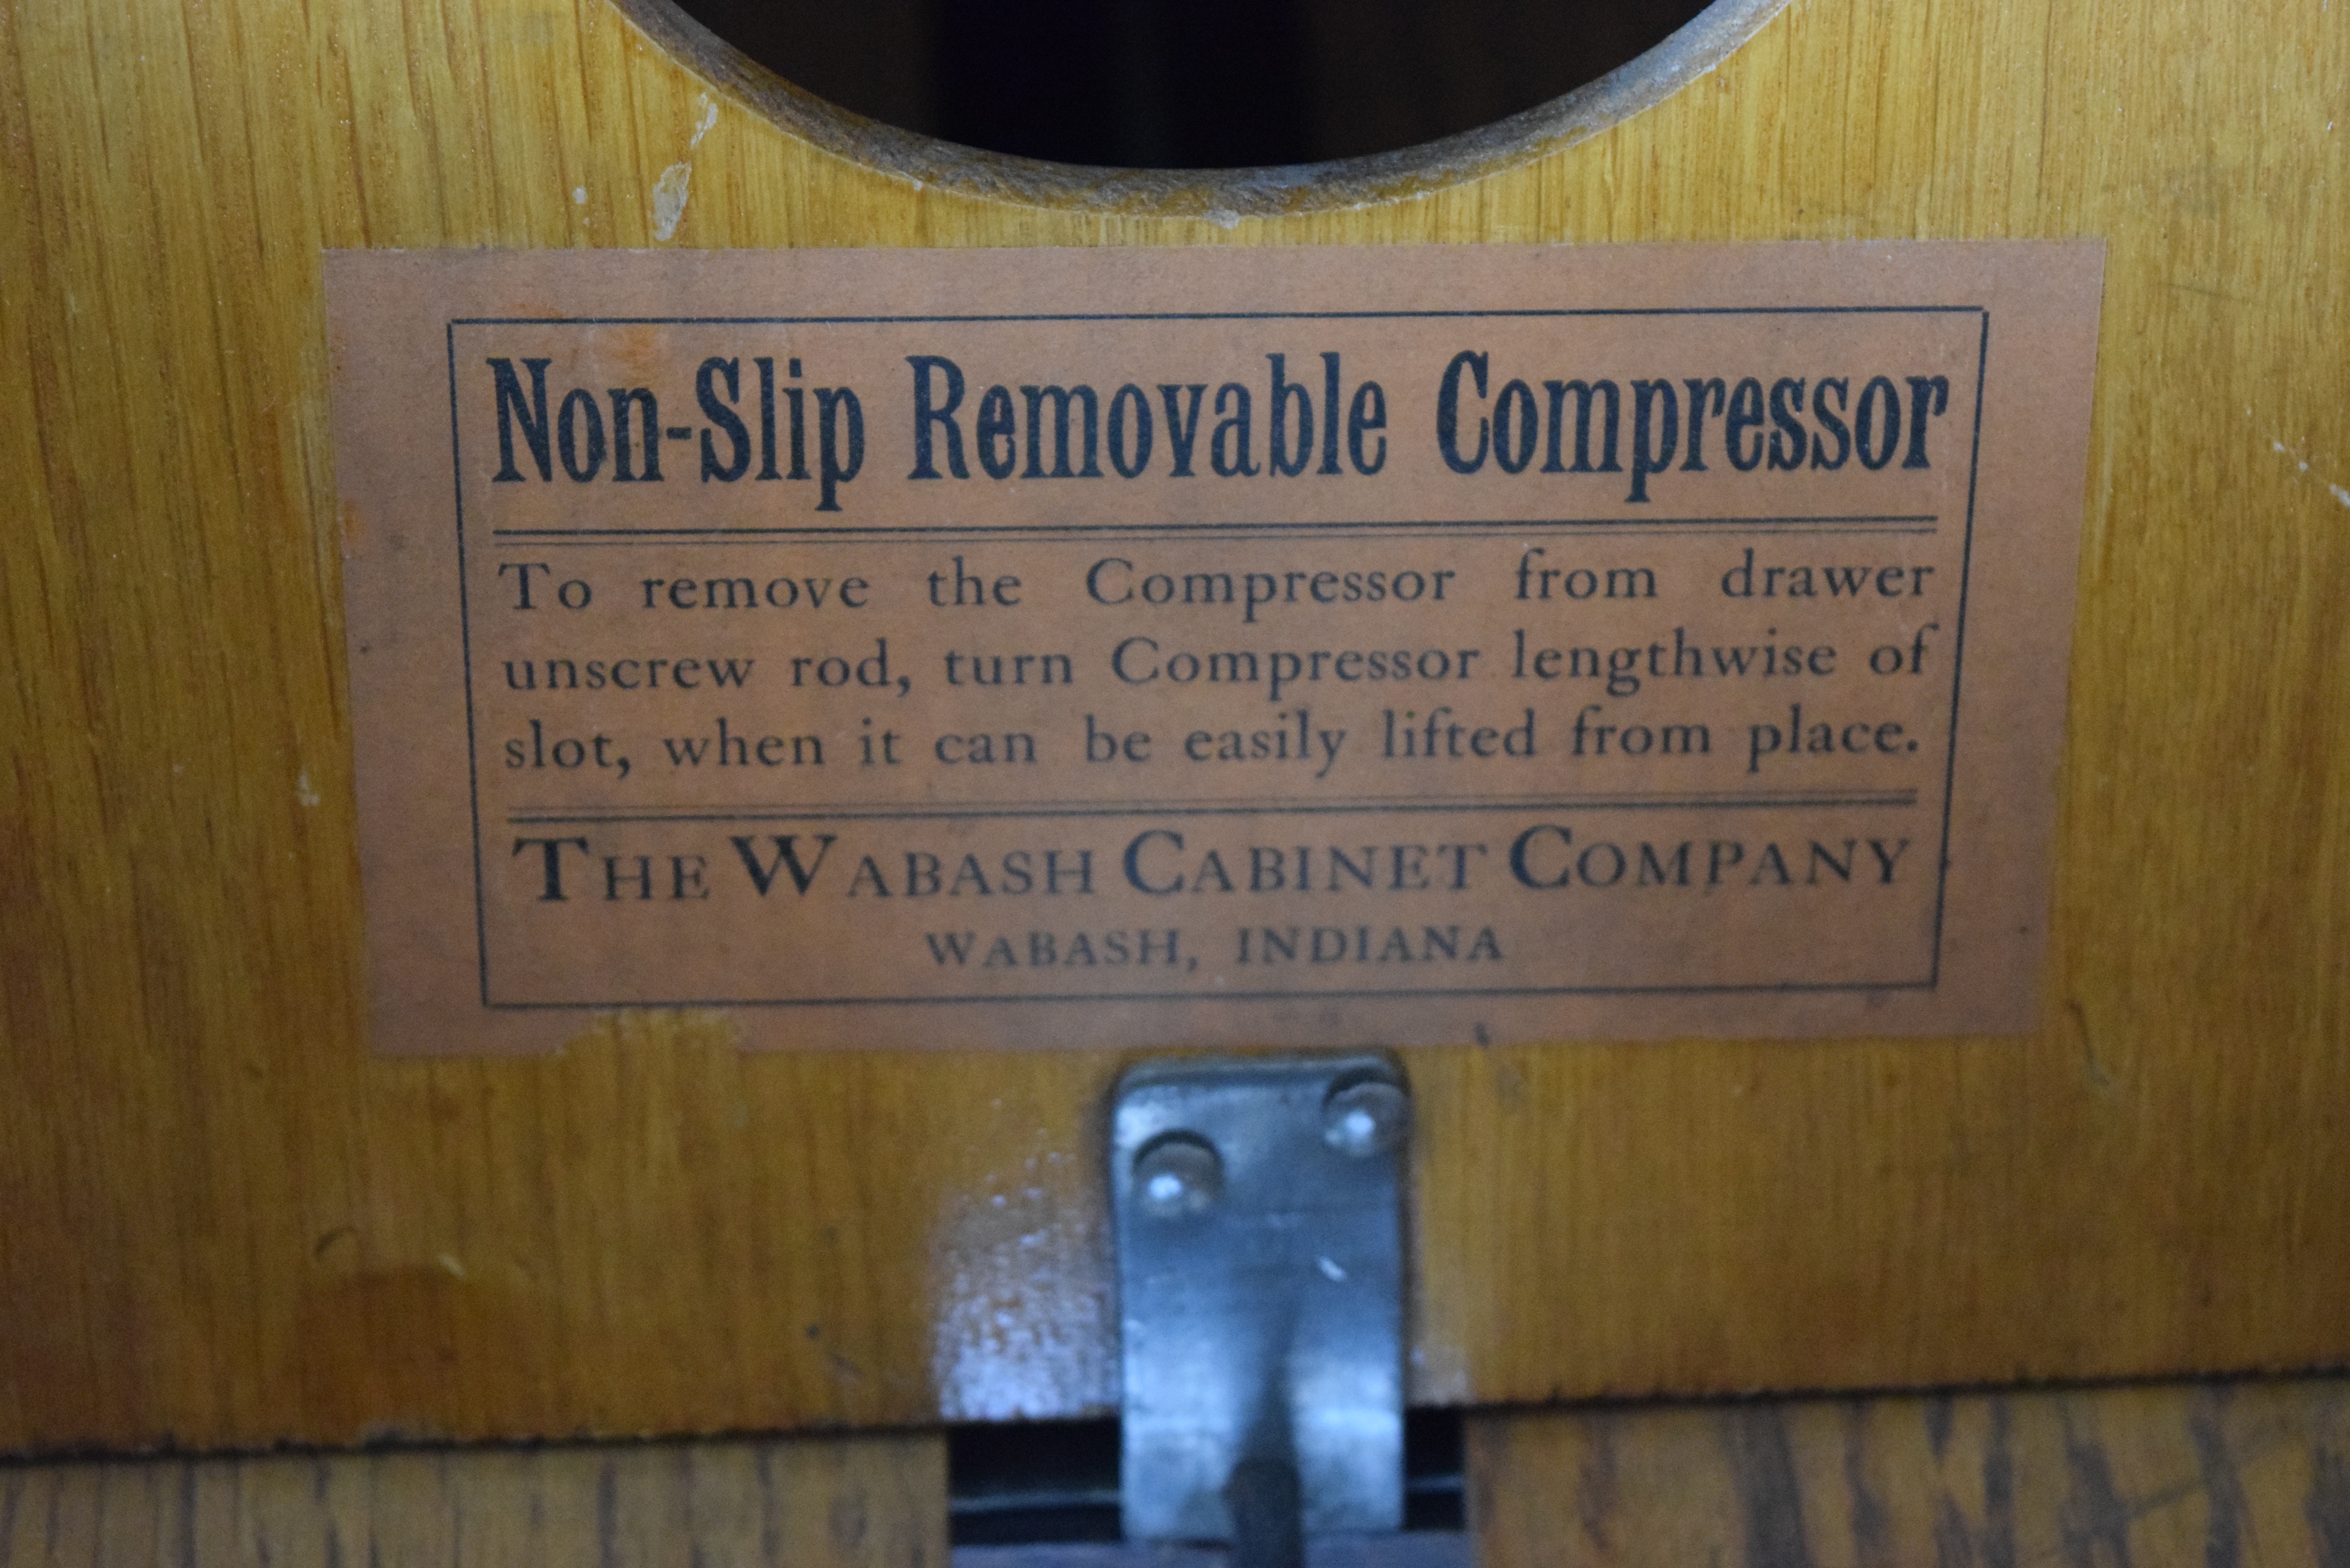 Non-Slip Removable Compressor
To remove the Compressor from drawer
unscrew rod, turn Compressor lengthwise of
slot, when it can be easily lifted from place.
THE WABASH CABINET COMPANY
WABASH, INDIANA